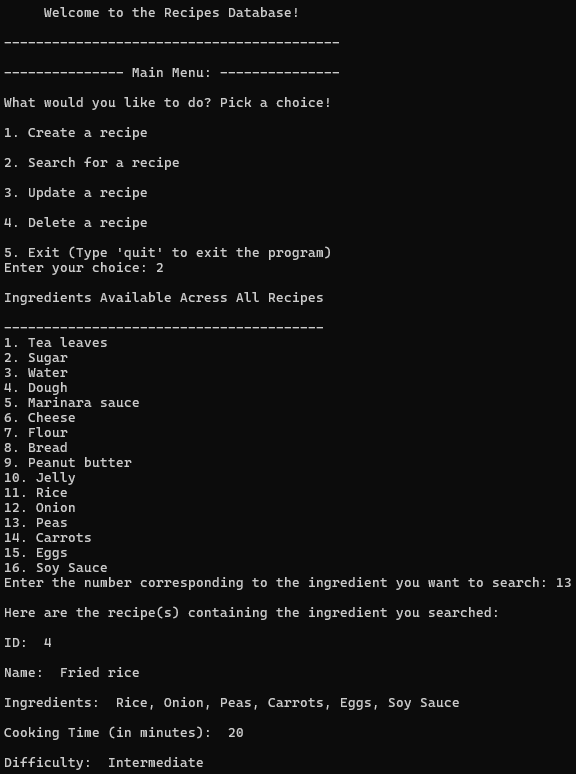 Welcome to the Recipes Database!
------------------------------------------
--------------- Main Menu: ---------------
What would you like to do? Pick a choice!
1. Create a recipe
2. Search for a recipe
3. Update a recipe
4. Delete a recipe
5. Exit (Type 'quit' to exit the program)
Enter your choice: 2
Ingredients Available Acress All Recipes
----------------------------------------
1. Tea leaves
2. Sugar
3. Water
4. Dough
5. Marinara sauce
6. Cheese
7. Flour
8. Bread
9. Peanut butter
10. Jelly
11. Rice
12. Onion
13. Peas
14. Carrots
15. Eggs
16. Soy Sauce
Enter the number corresponding to the ingredient you want to search: 13
Here are the recipe(s) containing the ingredient you searched:
ID:  4
Name:  Fried rice
Ingredients:  Rice, Onion, Peas, Carrots, Eggs, Soy Sauce
Cooking Time (in minutes):  20
Difficulty:  Intermediate